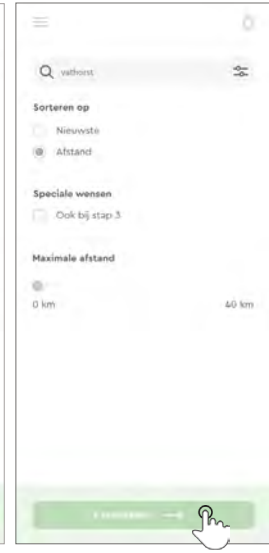 vathorst
Sorteren op
Nieuwste
Afstand
Speciale wensen
Ook bij stap 3
Maximale afstand
0 km 40 km